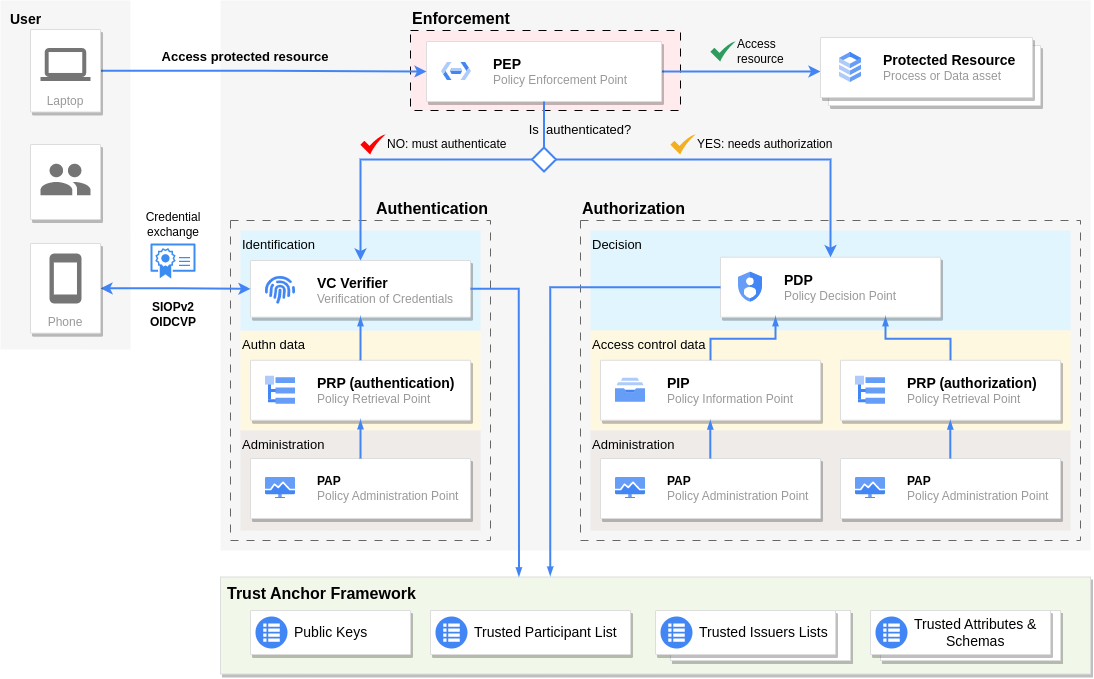 User
Laptop
Phone
Access protected resource
Credential
exchange
SIOPv2
OIDCVP
Enforcement
PEP
Policy Enforcement Point
Access
resource
Protected Resource
Process or Data asset
Is authenticated?
NO: must authenticate
YES: needs authorization
Authentication
Identification
VC Verifier
Verification of Credentials
Authn data
PRP (authentication)
Policy Retrieval Point
Administration
PAP
Policy Administration Point
Authorization
Decision
PDP
Policy Decision Point
Access control data
PIP
Policy Information Point
PRP (authorization)
Policy Retrieval Point
Administration
PAP
Policy Administration Point
PAP
Policy Administration Point
Trust Anchor Framework
Public Keys
Trusted Participant List
Trusted Issuers Lists
Trusted Attributes &
Schemas